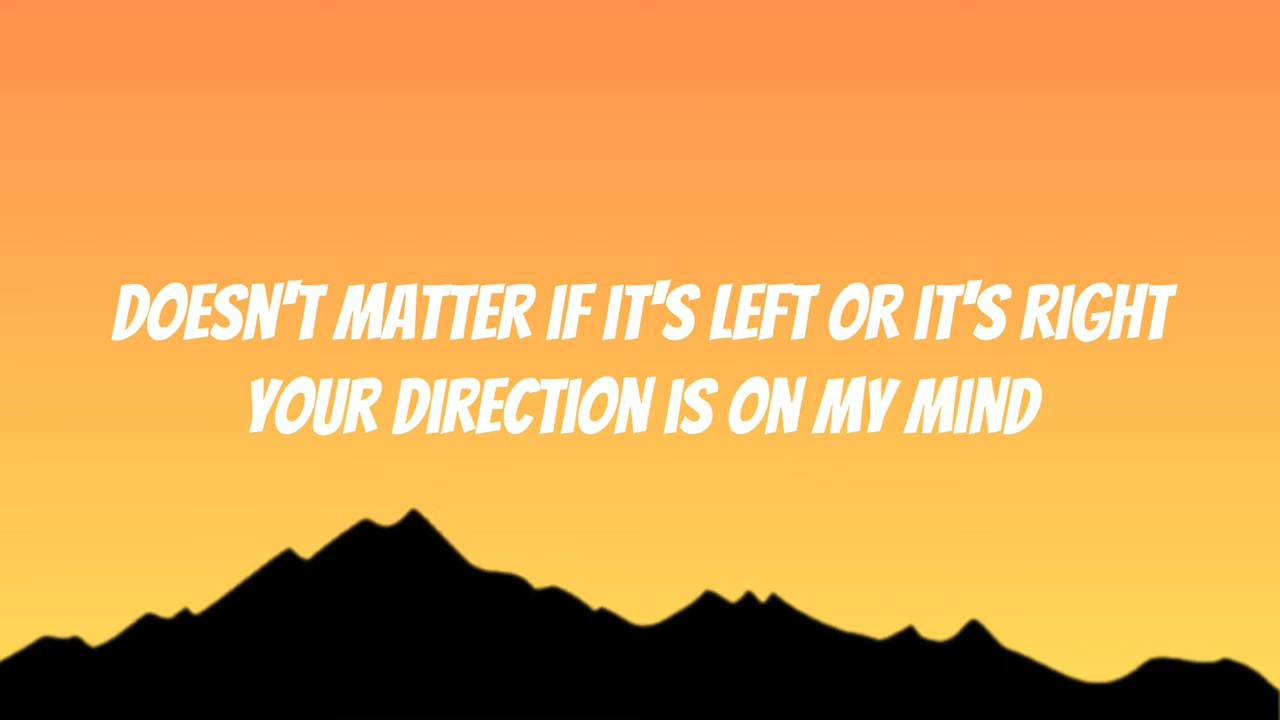 DOESN'T MATTER IF IT'S LEFT OR IT'S RIGHT
YOUR DIRECTION IS ON MY MIND